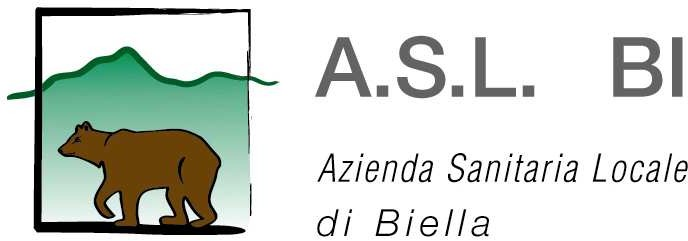 A.S.L. BI
Azienda Sanitaria Locale
di Biella